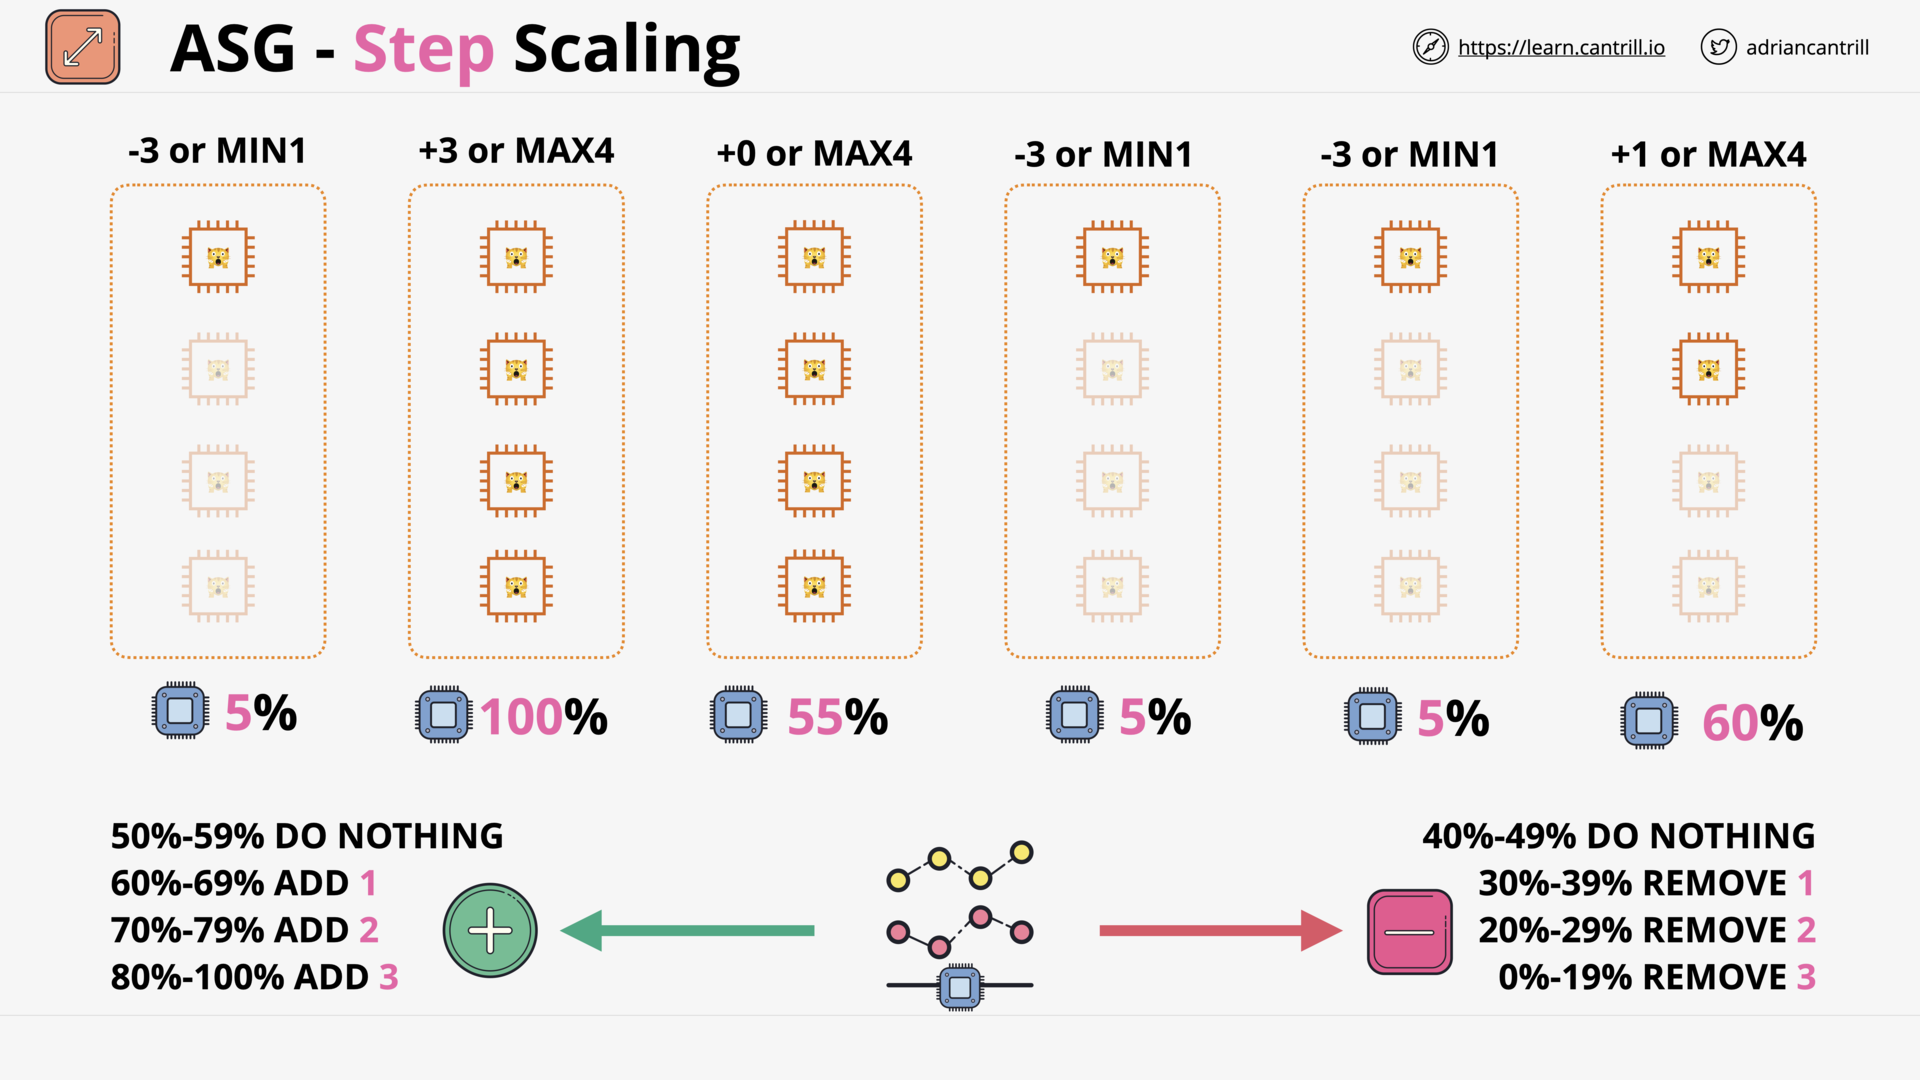 ASG - Step Scaling
https://learn.cantrill.io
adriancantrill
-3 or MIN1
+3 or MAX4
+0 or MAX4
-3 or MIN1
-3 or MIN1
+1 or MAX4
5%
100%
55%
5%
5%
60%
50%-59% DO NOTHING
60%-69% ADD 1
70%-79% ADD 2
80%-100% ADD 3
40%-49% DO NOTHING
30%-39% REMOVE 1
20%-29% REMOVE 2
0%-19% REMOVE 3